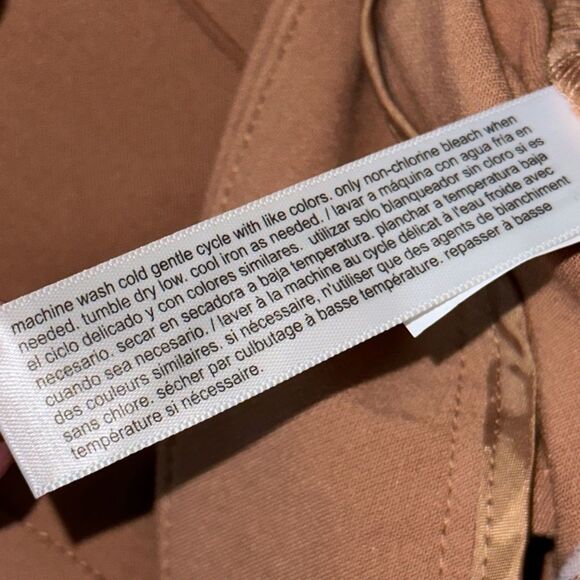 machine wash cold gentle cycle with like colors. only non-chlorine bleach when
needed. tumble dry low. cool iron as needed. / lavar a máquina con agua fría en
el ciclo delicado y con colores similares. utilizar solo blanqueador sin cloro si es
necesario. secar en secadora a baja temperatura. planchar a temperatura baja
cuando sea necesario. / laver à la machine au cycle délicat à l'eau froide avec
des couleurs similaires. si nécessaire, n'utiliser que des agents de blanchiment
sans chlore. sécher par culbutage à basse température. repasser à basse
température si nécessaire.